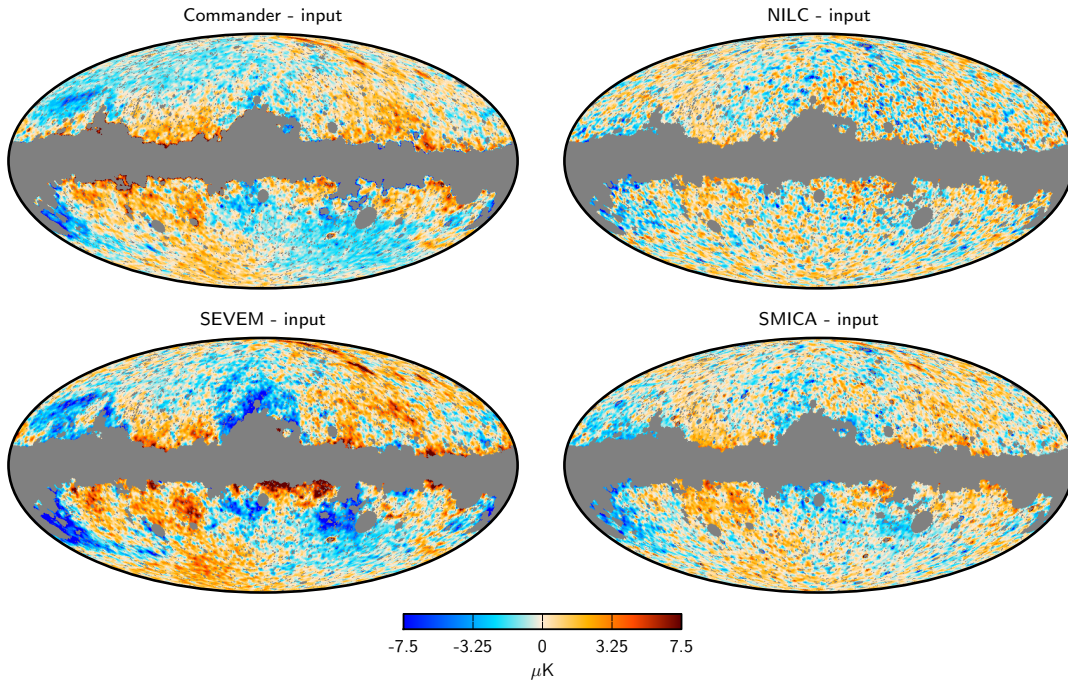 Commander - input
NILC - input
SEVEM - input
SMICA - input
-7.5 -3.25 0 3.25 7.5
μK